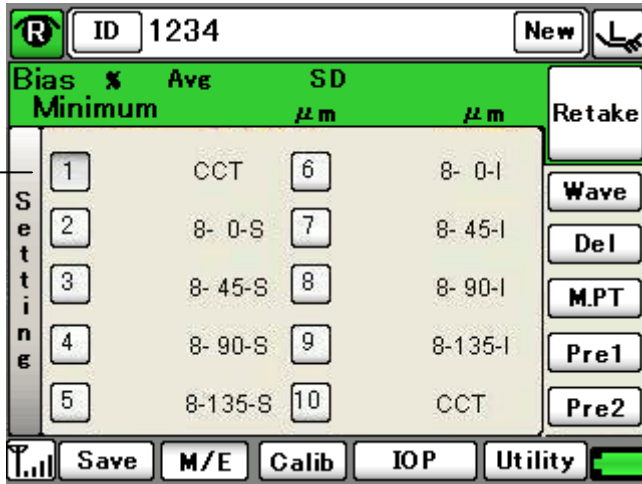 R ID 1234 New
Bias % Avg SD
Minimum μm μm
Retake
Setting
1 CCT 6 8- 0-I
Wave
2 8- 0-S 7 8- 45-I
Del
3 8- 45-S 8 8- 90-I
M.PT
4 8- 90-S 9 8-135-I
Pre1
5 8-135-S 10 CCT
Pre2
Save M/E Calib IOP Utility